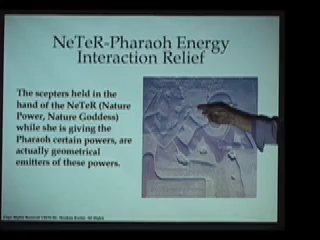 NeTeR-Pharaoh Energy
Interaction Relief
The scepters held in the
hand of the NeTeR (Nature
Power, Nature Goddess)
while she is giving the
Pharaoh certain powers, are
actually geometrical
emitters of these powers.